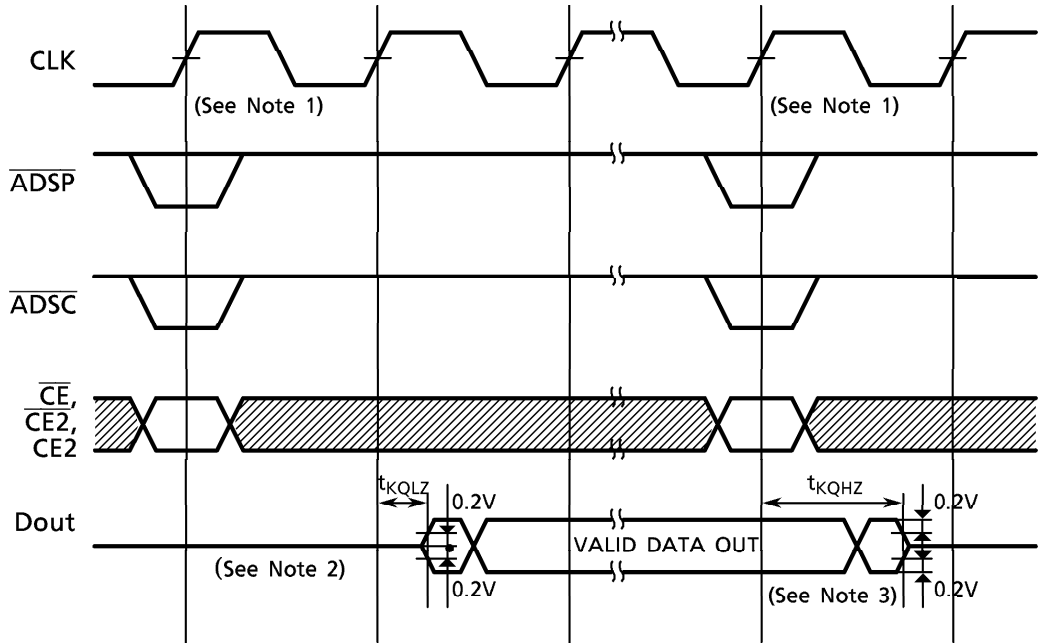 CLK
(See Note 1)
(See Note 1)
ADSP
ADSC
CE,
CE2,
CE2
tKQLZ
0.2V
tKQHZ
0.2V
Dout
VALID DATA OUT
(See Note 2)
0.2V
(See Note 3)
0.2V